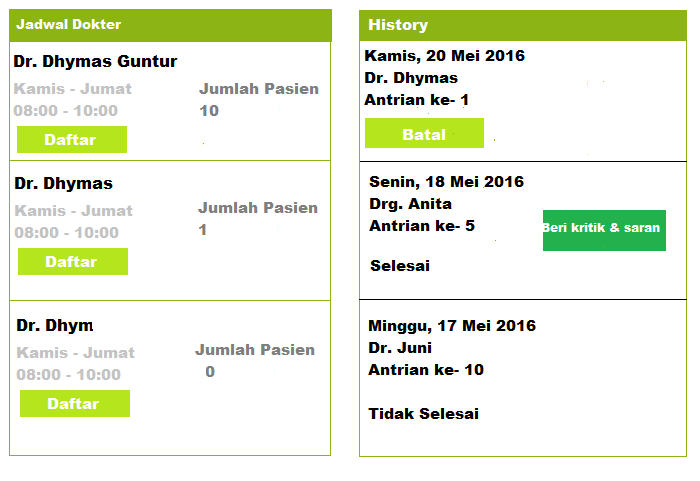 Jadwal Dokter
Dr. Dhymas Guntur
Kamis - Jumat
08:00 - 10:00
Jumlah Pasien
10
Daftar
Dr. Dhymas
Kamis - Jumat
08:00 - 10:00
Jumlah Pasien
1
Daftar
Dr. Dhym
Kamis - Jumat
08:00 - 10:00
Jumlah Pasien
0
Daftar
History
Kamis, 20 Mei 2016
Dr. Dhymas
Antrian ke- 1
Batal
Senin, 18 Mei 2016
Drg. Anita
Antrian ke- 5
Beri kritik & saran
Selesai
Minggu, 17 Mei 2016
Dr. Juni
Antrian ke- 10
Tidak Selesai